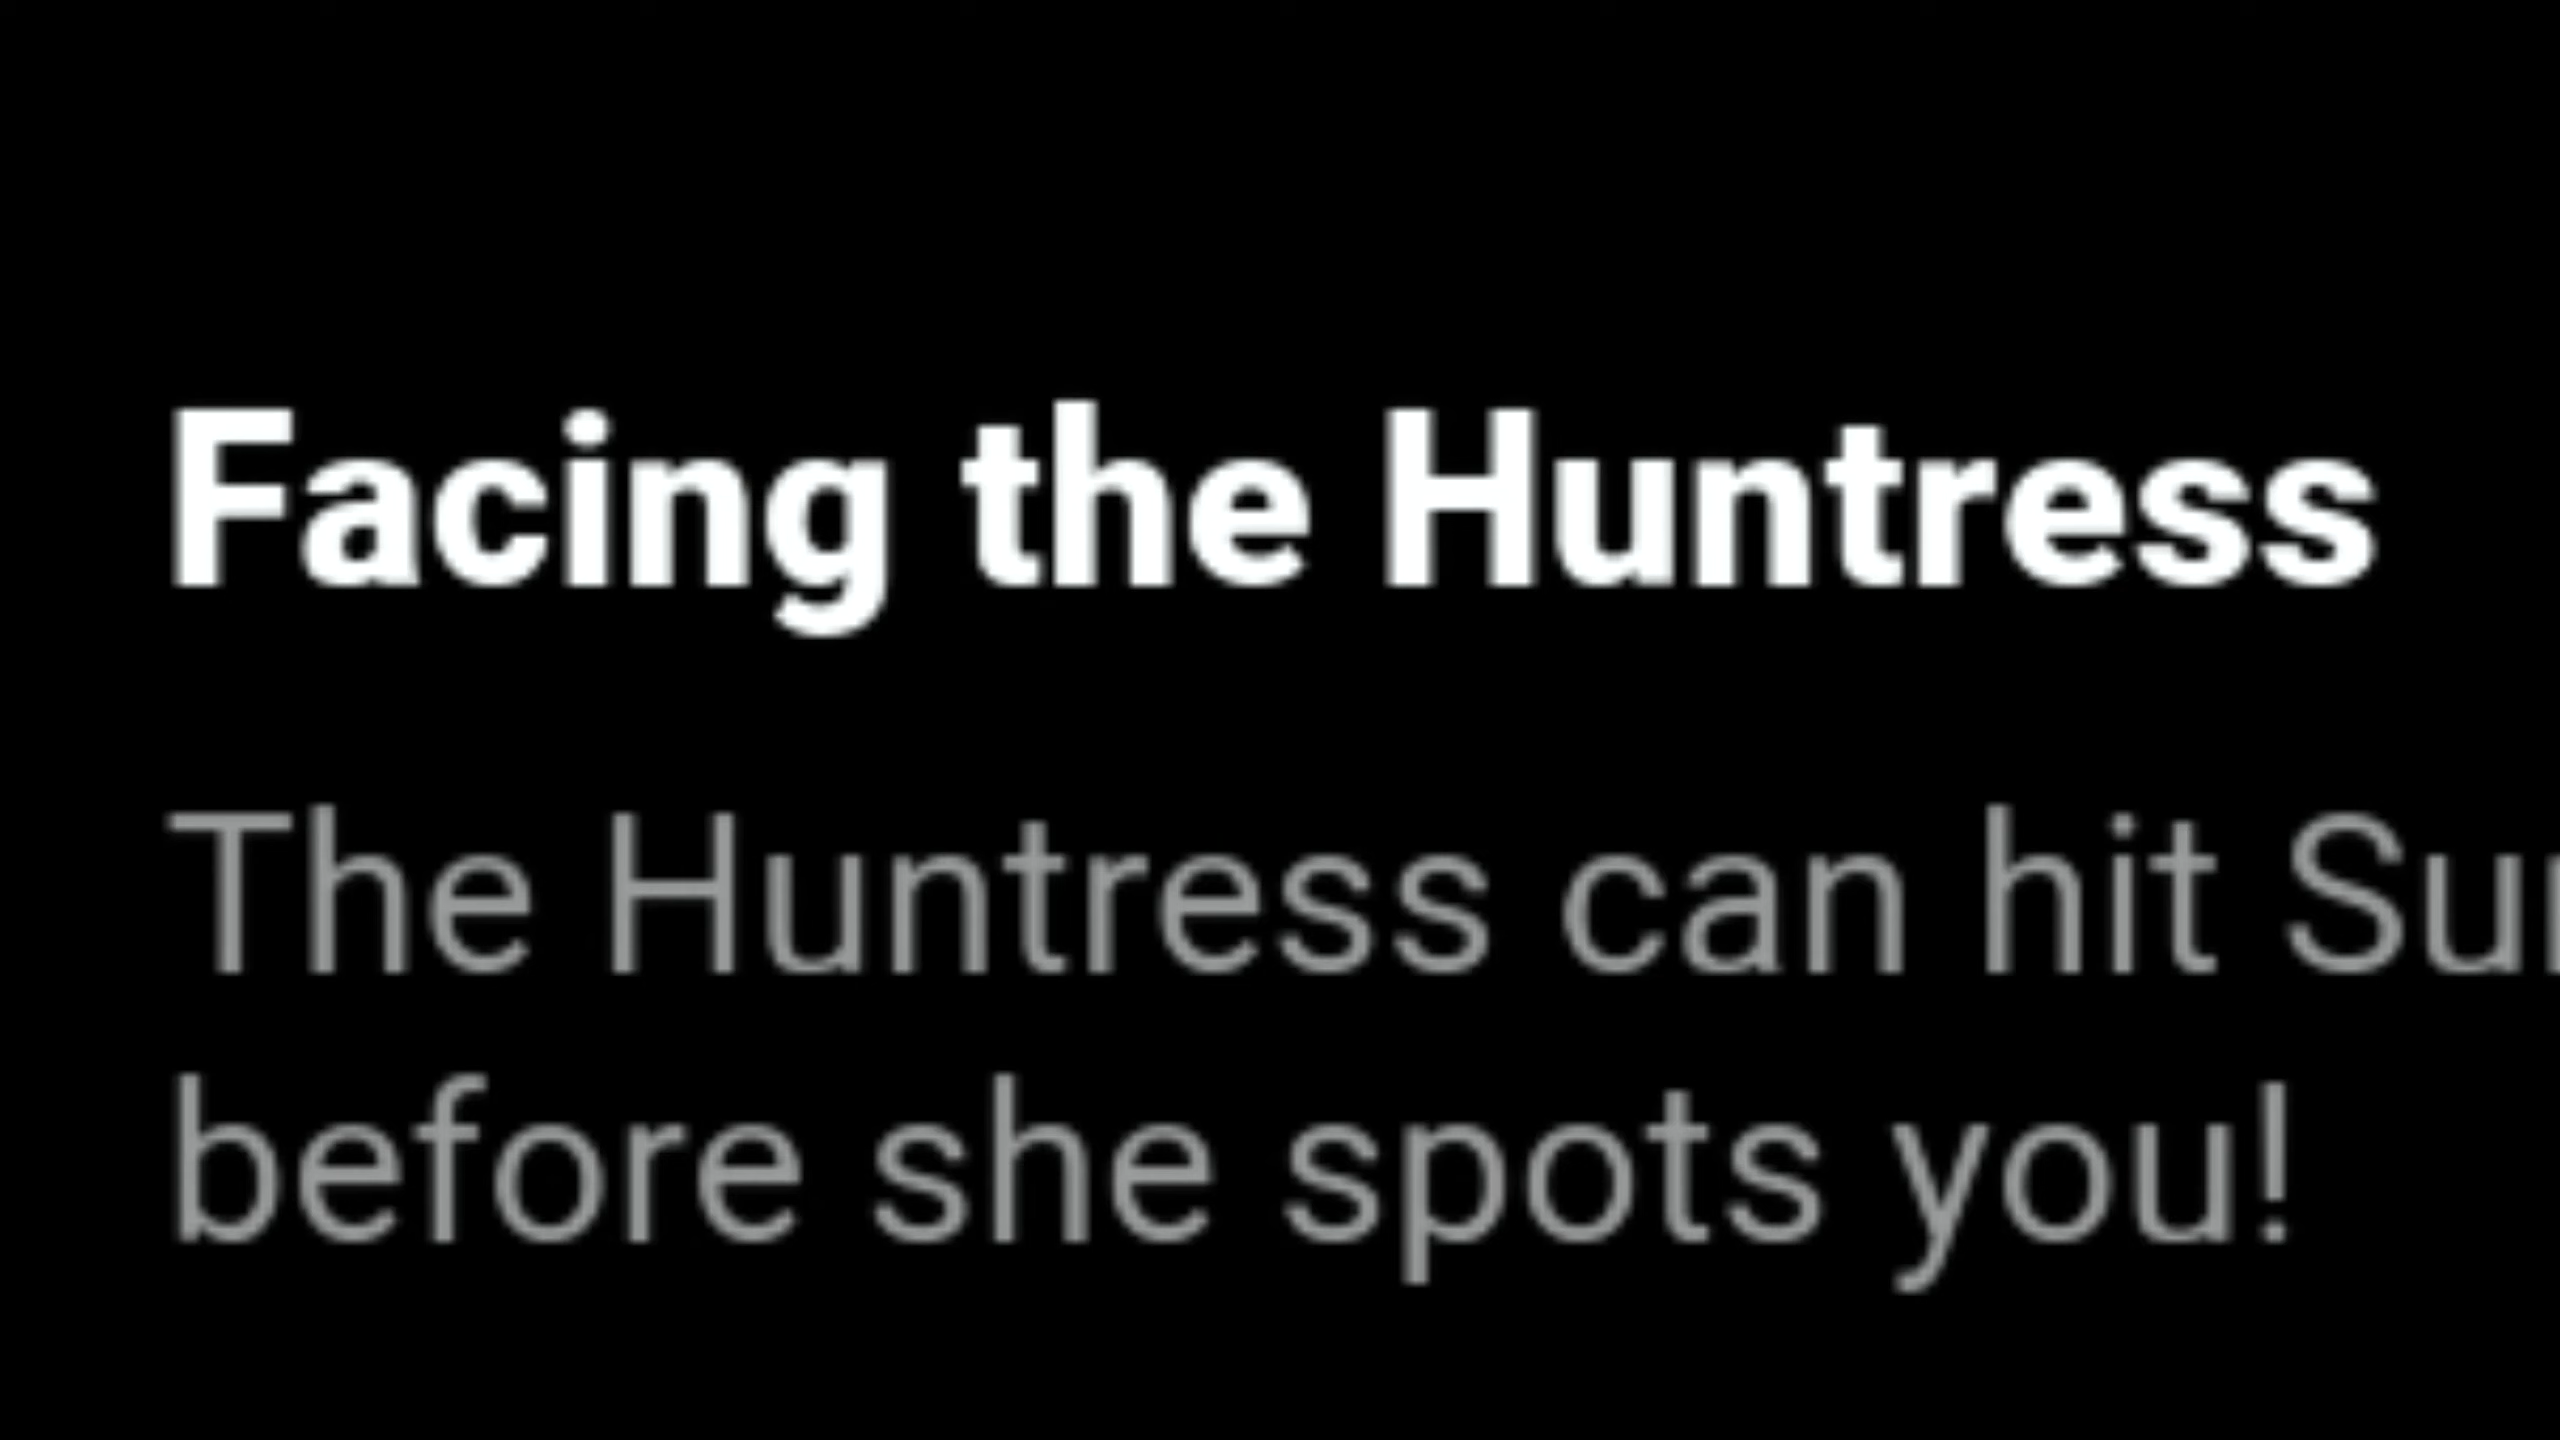 Facing the Huntress
The Huntress can hit
before she spots you!